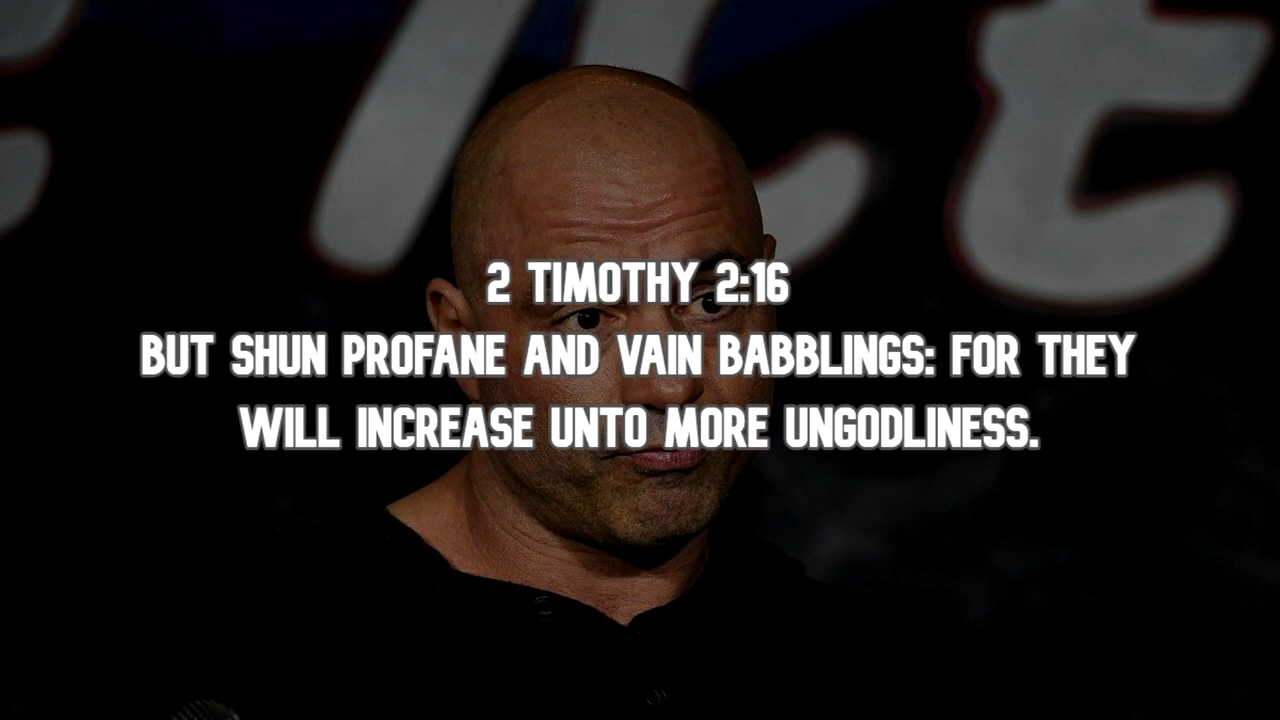 2 TIMOTHY 2:16
BUT SHUN PROFANE AND VAIN BABBLINGS: FOR THEY
WILL INCREASE UNTO MORE UNGODLINESS.